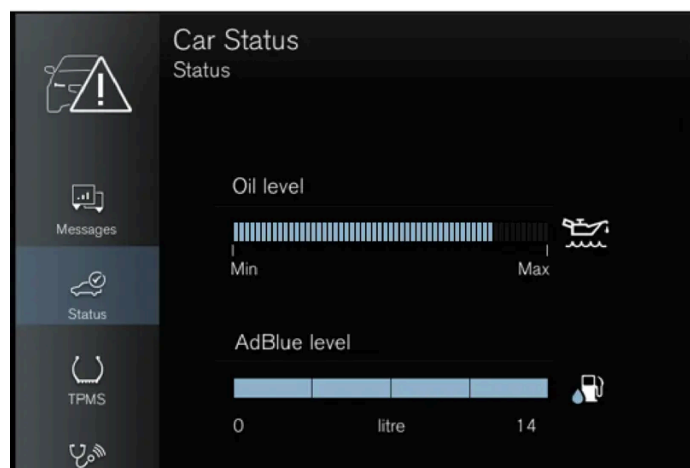 Car Status
Status
Messages
Status
TPMS
Oil level
Min Max
AdBlue level
0 litre 14